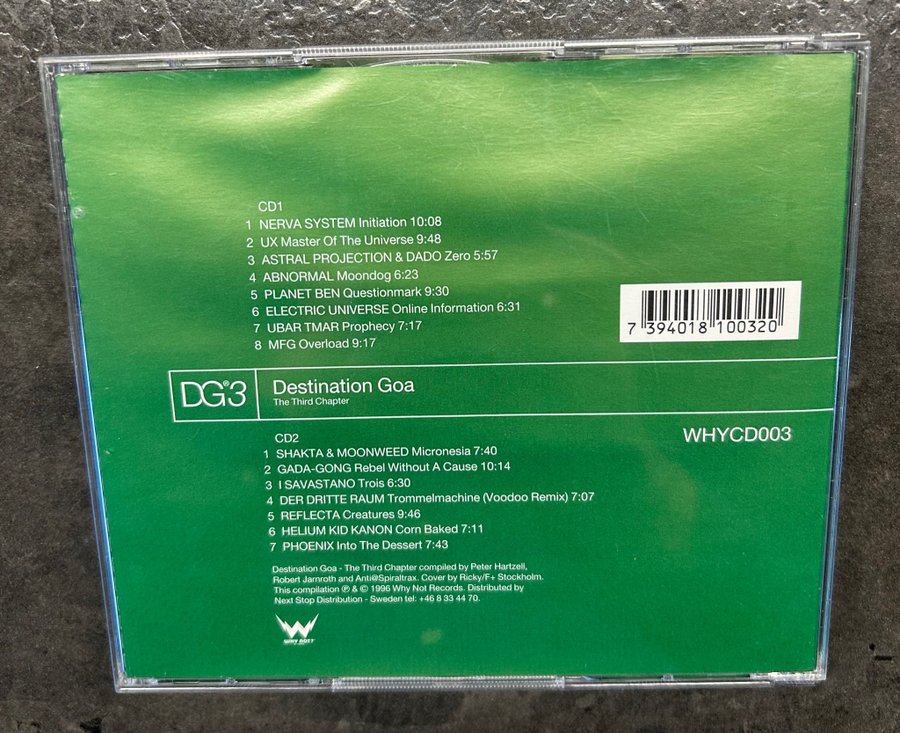 CD1
1 NERVA SYSTEM Initiation 10:08
2 UX Master Of The Universe 9:48
3 ASTRAL PROJECTION & DADO Zero 5:57
4 ABNORMAL Moondog 6:23
5 PLANET BEN Questionmark 9:30
6 ELECTRIC UNIVERSE Online Information 6:31
7 UBAR TMAR Prophecy 7:17
8 MFG Overload 9:17
7 394018 100320
DG®3 Destination Goa
The Third Chapter
WHYCD003
CD2
1 SHAKTA & MOONWEED Micronesia 7:40
2 GADA-GONG Rebel Without A Cause 10:14
3 I SAVASTANO Trois 6:30
4 DER DRITTE RAUM Trommelmachine (Voodoo Remix) 7:07
5 REFLECTA Creatures 9:46
6 HELIUM KID KANON Corn Baked 7:11
7 PHOENIX Into The Dessert 7:43
Destination Goa - The Third Chapter compiled by Peter Hartzell,
Robert Jarnroth and Anti@Spiraltrax. Cover by Ricky/F+ Stockholm.
This compilation ℗ & © 1996 Why Not Records. Distributed by
Next Stop Distribution - Sweden tel: +46 8 33 44 70.
WHY NOT?